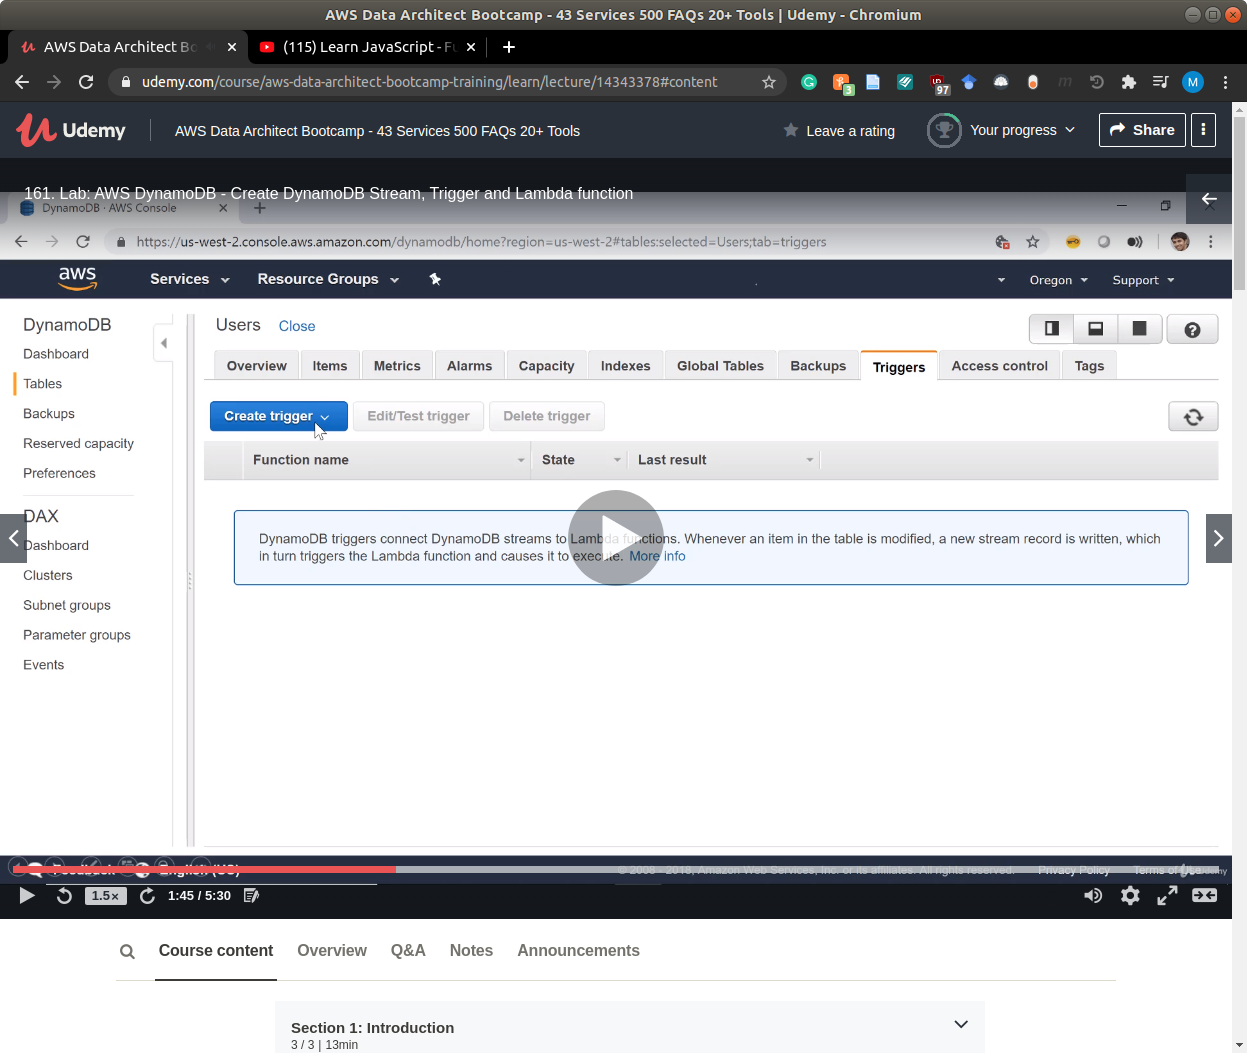 AWS Data Architect Bootcamp - 43 Services 500 FAQs 20+ Tools | Udemy - Chromium
AWS Data Architect Bo
(115) Learn JavaScript - Fu
udemy.com/course/aws-data-architect-bootcamp-training/learn/lecture/14343378#content
3
97
M
Udemy
AWS Data Architect Bootcamp - 43 Services 500 FAQs 20+ Tools
Leave a rating
Your progress
Share
161. Lab: AWS DynamoDB - Create DynamoDB Stream, Trigger and Lambda function
DynamoDB · AWS Console
https://us-west-2.console.aws.amazon.com/dynamodb/home?region=us-west-2#tables:selected=Users;tab=triggers
aws
Services
Resource Groups
Oregon
Support
DynamoDB
Dashboard
Tables
Backups
Reserved capacity
Preferences
DAX
Dashboard
Clusters
Subnet groups
Parameter groups
Events
Users
Close
Overview
Items
Metrics
Alarms
Capacity
Indexes
Global Tables
Backups
Triggers
Access control
Tags
Create trigger
Edit/Test trigger
Delete trigger
Function name
State
Last result
DynamoDB triggers connect DynamoDB streams to Lambda functions. Whenever an item in the table is modified, a new stream record is written, which
in turn triggers the Lambda function and causes it to execute. More info
Feedback
English (US)
© 2008 - 2018, Amazon Web Services, Inc. or its affiliates. All rights reserved.
Privacy Policy
Terms of
1.5×
1:45 / 5:30
Course content
Overview
Q&A
Notes
Announcements
Section 1: Introduction
3 / 3 | 13min